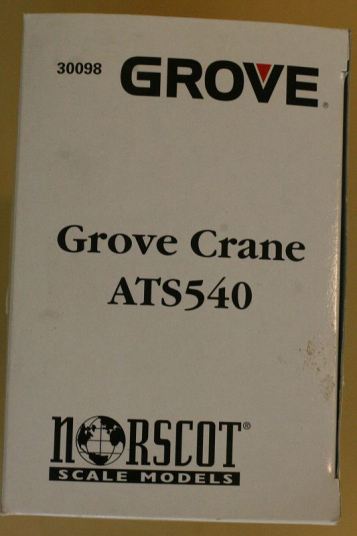 30098 GROVE®
Grove Crane
ATS540
NORSCOT®
SCALE MODELS